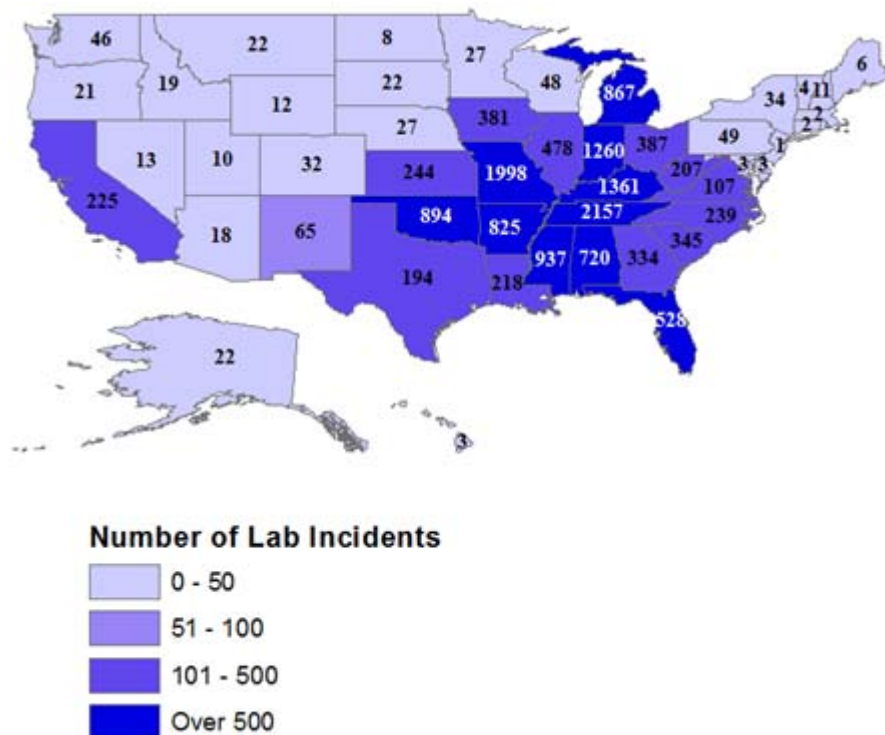 46 22 8 27 48 867 34 4 11 6
21 19 12 22 381 49 2
27 1 2 7
13 10 32 244 1998 478 1260 387 207 3 3
225 1361 107
18 65 894 825 2157 239
194 218 937 720 334 345
528
22
3
Number of Lab Incidents
0 - 50
51 - 100
101 - 500
Over 500